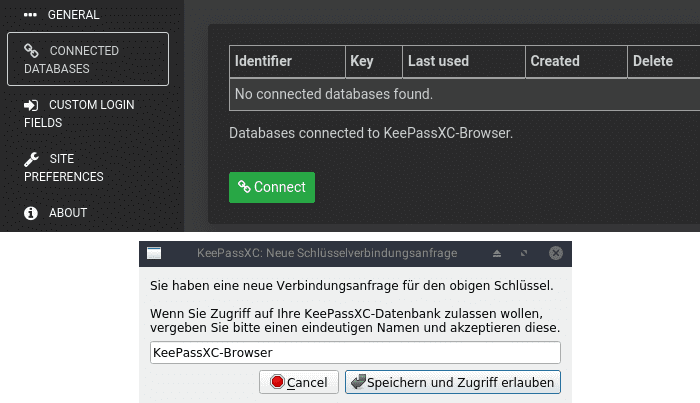 GENERAL
CONNECTED
DATABASES
CUSTOM LOGIN
FIELDS
SITE
PREFERENCES
ABOUT
Identifier Key Last used Created Delete
No connected databases found.
Databases connected to KeePassXC-Browser.
Connect
KeePassXC: Neue Schlüsselverbindungsanfrage
Sie haben eine neue Verbindungsanfrage für den obigen Schlüssel.
Wenn Sie Zugriff auf Ihre KeePassXC-Datenbank zulassen wollen,
vergeben Sie bitte einen eindeutigen Namen und akzeptieren diese.
KeePassXC-Browser
Cancel Speichern und Zugriff erlauben